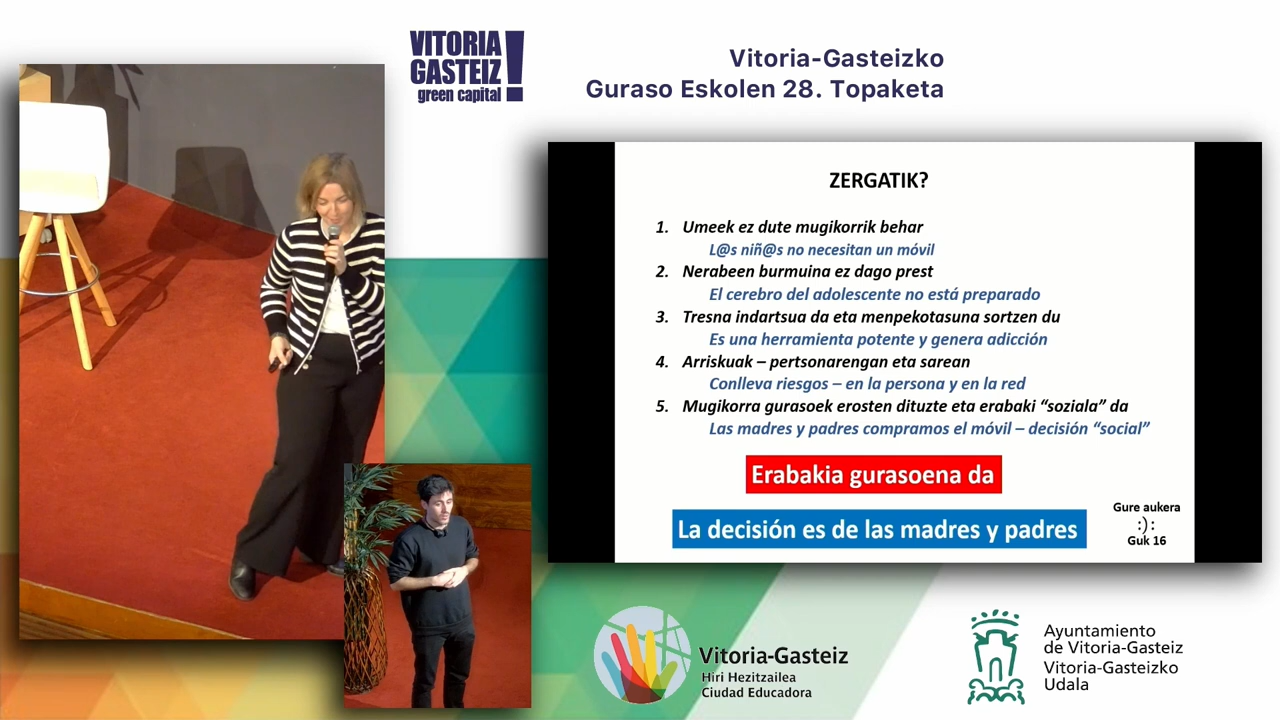 VITORIA
GASTEIZ
green capital
!
Vitoria-Gasteizko
Guraso Eskolen 28. Topaketa
ZERGATIK?
1. Umeek ez dute mugikorrik behar
L@s niñ@s no necesitan un móvil
2. Nerabeen burmuina ez dago prest
El cerebro del adolescente no está preparado
3. Tresna indartsua da eta menpekotasuna sortzen du
Es una herramienta potente y genera adicción
4. Arriskuak – pertsonarengan eta sarean
Conlleva riesgos – en la persona y en la red
5. Mugikorra gurasoek erosten dituzte eta erabaki “soziala” da
Las madres y padres compramos el móvil – decisión “social”
Erabakia gurasoena da
La decisión es de las madres y padres
Gure aukera
:) :
Guk 16
Vitoria-Gasteiz
Hiri Hezitzailea
Ciudad Educadora
Ayuntamiento
de Vitoria-Gasteiz
Vitoria-Gasteizko
Udala